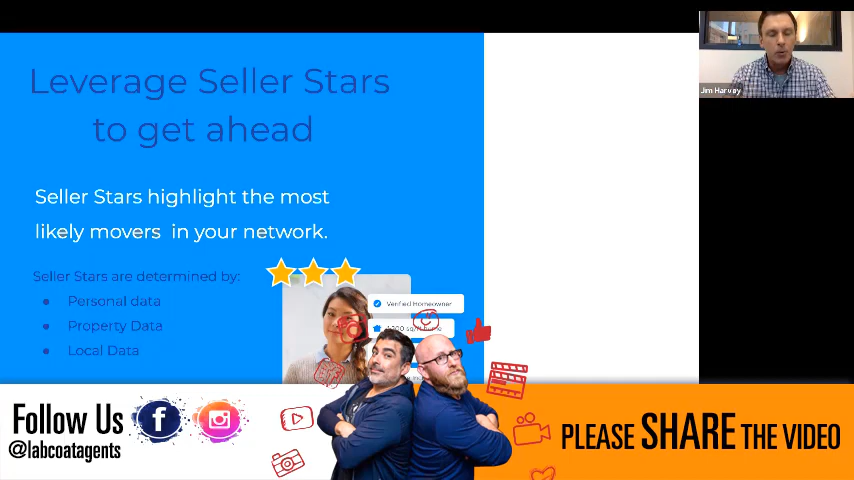 Leverage Seller Stars
to get ahead
Seller Stars highlight the most
likely movers in your network.
Seller Stars are determined by:
● Personal data
● Property Data
● Local Data
Verified Homeowner
Jim Harvey
Follow Us
@labcoatagents
PLEASE SHARE THE VIDEO